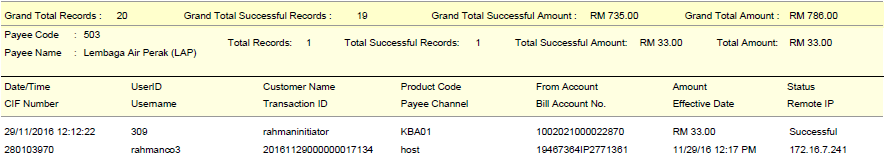 Grand Total Records : 20 Grand Total Successful Records : 19 Grand Total Successful Amount : RM 735.00 Grand Total Amount : RM 786.00
Payee Code : 503
Total Records: 1 Total Successful Records: 1 Total Successful Amount: RM 33.00 Total Amount: RM 33.00
Payee Name : Lembaga Air Perak (LAP)
Date/Time UserID Customer Name Product Code From Account Amount Status
CIF Number Username Transaction ID Payee Channel Bill Account No. Effective Date Remote IP
29/11/2016 12:12:22 309 rahmaninitiator KBA01 1002021000022870 RM 33.00 Successful
280103970 rahmanco3 20161129000000017134 host 19467364IP2771361 11/29/16 12:17 PM 172.16.7.241